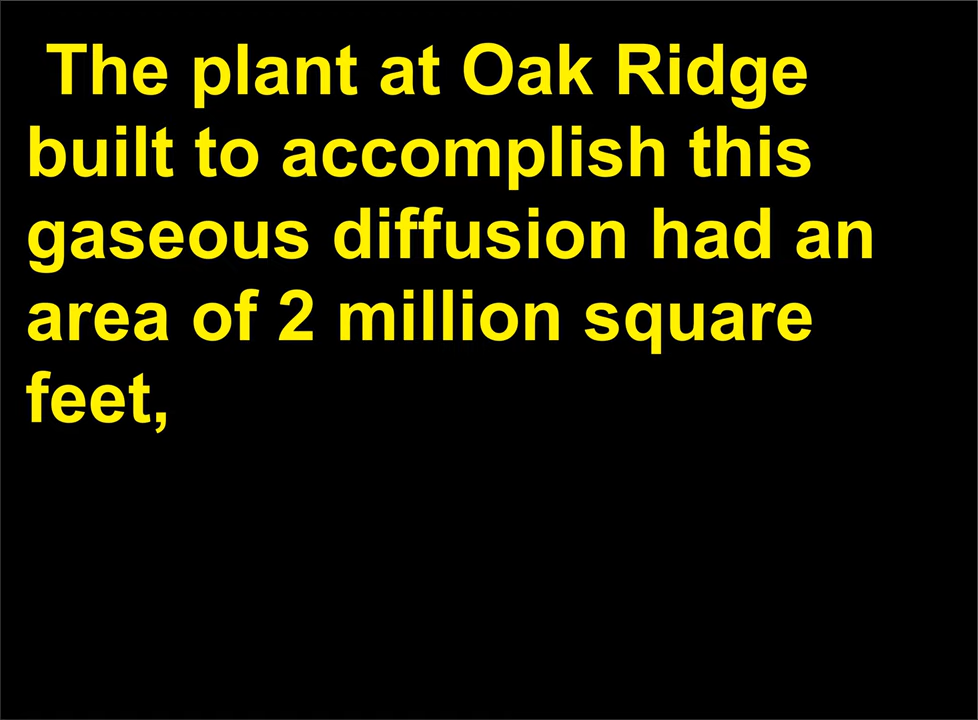 The plant at Oak Ridge
built to accomplish this
gaseous diffusion had an
area of 2 million square
feet,